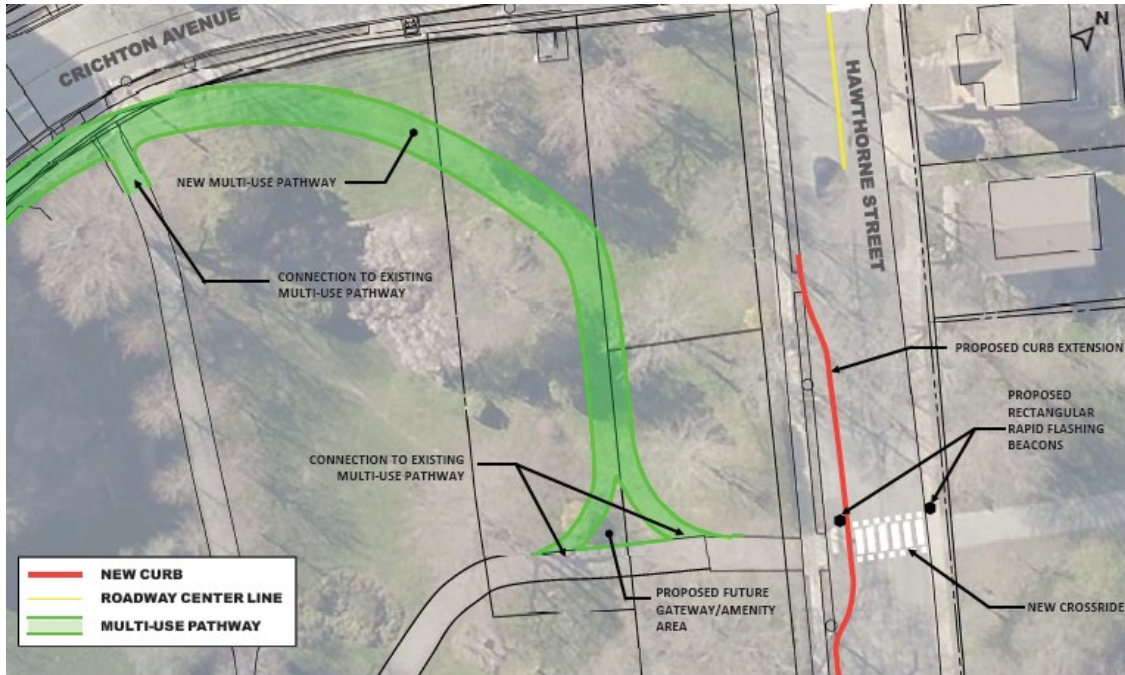 CRICHTON AVENUE
N
HAWTHORNE STREET
NEW MULTI-USE PATHWAY
CONNECTION TO EXISTING
MULTI-USE PATHWAY
PROPOSED CURB EXTENSION
PROPOSED
RECTANGULAR
RAPID FLASHING
BEACONS
CONNECTION TO EXISTING
MULTI-USE PATHWAY
PROPOSED FUTURE
GATEWAY/AMENITY
AREA
NEW CROSSRIDE
NEW CURB
ROADWAY CENTER LINE
MULTI-USE PATHWAY